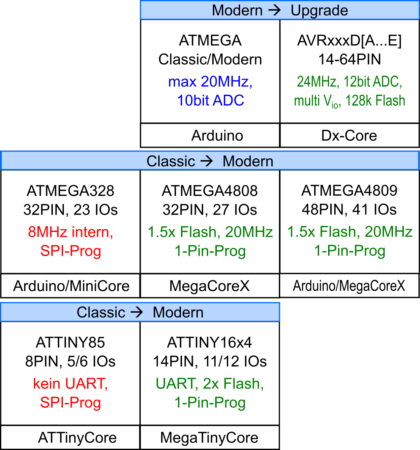 Modern → Upgrade
ATMEGA
Classic/Modern
max 20MHz,
10bit ADC
Arduino
AVRxxxD[A...E]
14-64PIN
24MHz, 12bit ADC,
multi Vio, 128k Flash
Dx-Core
Classic → Modern
ATMEGA328
32PIN, 23 IOs
8MHz intern,
SPI-Prog
Arduino/MiniCore
ATMEGA4808
32PIN, 27 IOs
1.5x Flash, 20MHz
1-Pin-Prog
MegaCoreX
ATMEGA4809
48PIN, 41 IOs
1.5x Flash, 20MHz
1-Pin-Prog
Arduino/MegaCoreX
Classic → Modern
ATTINY85
8PIN, 5/6 IOs
kein UART,
SPI-Prog
ATTinyCore
ATTINY16x4
14PIN, 11/12 IOs
UART, 2x Flash,
1-Pin-Prog
MegaTinyCore